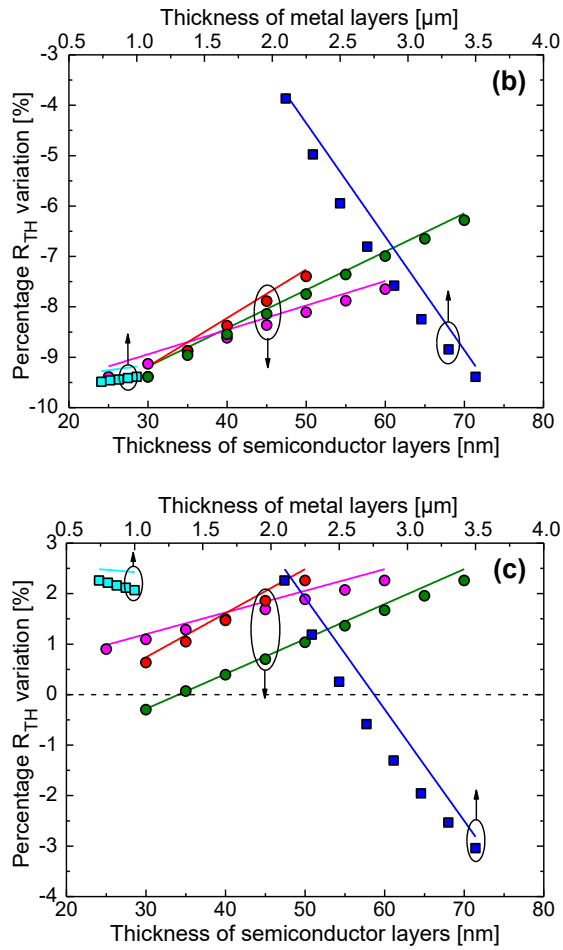 Thickness of metal layers [µm]
0.5 1.0 1.5 2.0 2.5 3.0 3.5 4.0
(b)
Percentage R_TH variation [%]
-3
-4
-5
-6
-7
-8
-9
-10
20 30 40 50 60 70 80
Thickness of semiconductor layers [nm]
Thickness of metal layers [µm]
0.5 1.0 1.5 2.0 2.5 3.0 3.5 4.0
(c)
Percentage R_TH variation [%]
3
2
1
0
-1
-2
-3
-4
20 30 40 50 60 70 80
Thickness of semiconductor layers [nm]